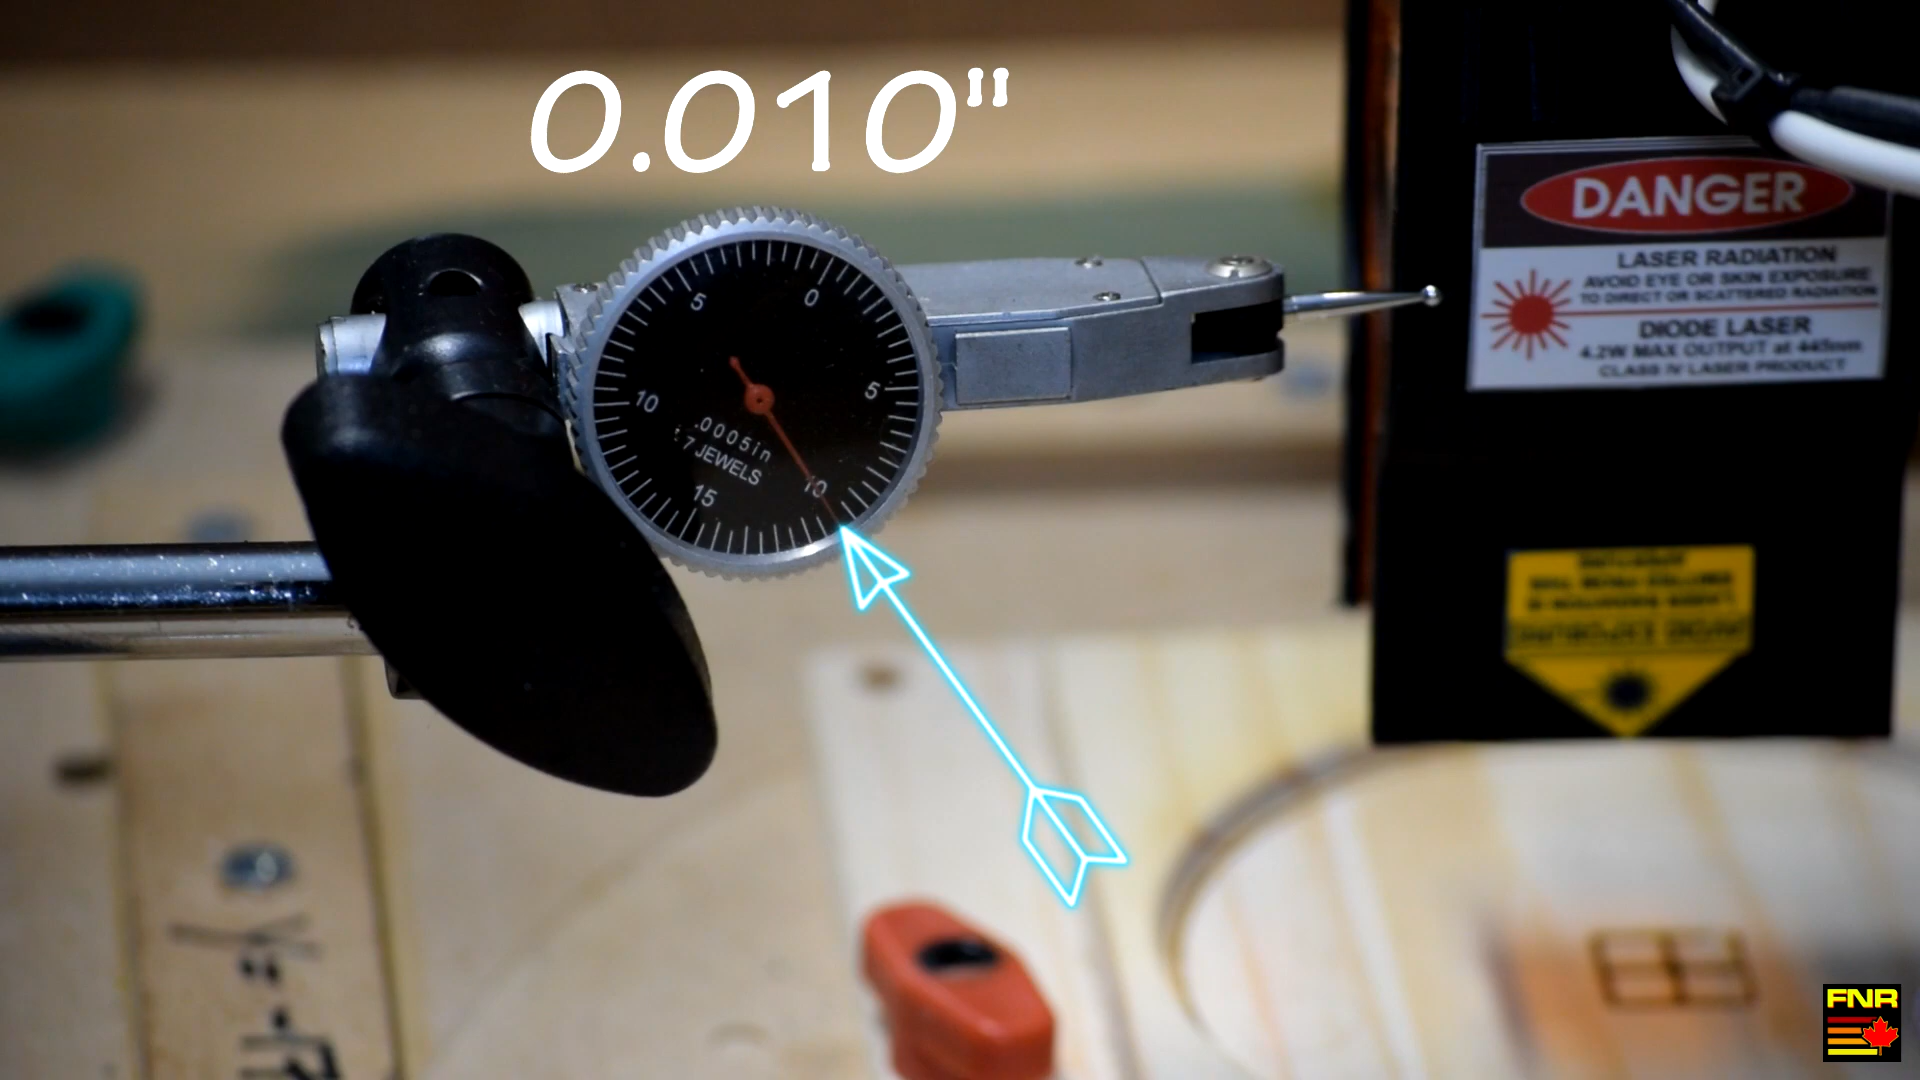 0.010"
DANGER
LASER RADIATION
AVOID EYE OR SKIN EXPOSURE
TO DIRECT OR SCATTERED RADIATION
DIODE LASER
4.2W MAX OUTPUT at 445nm
CLASS IV LASER PRODUCT
5
0
10
5
.0005in
7 JEWELS
15
10
FNR